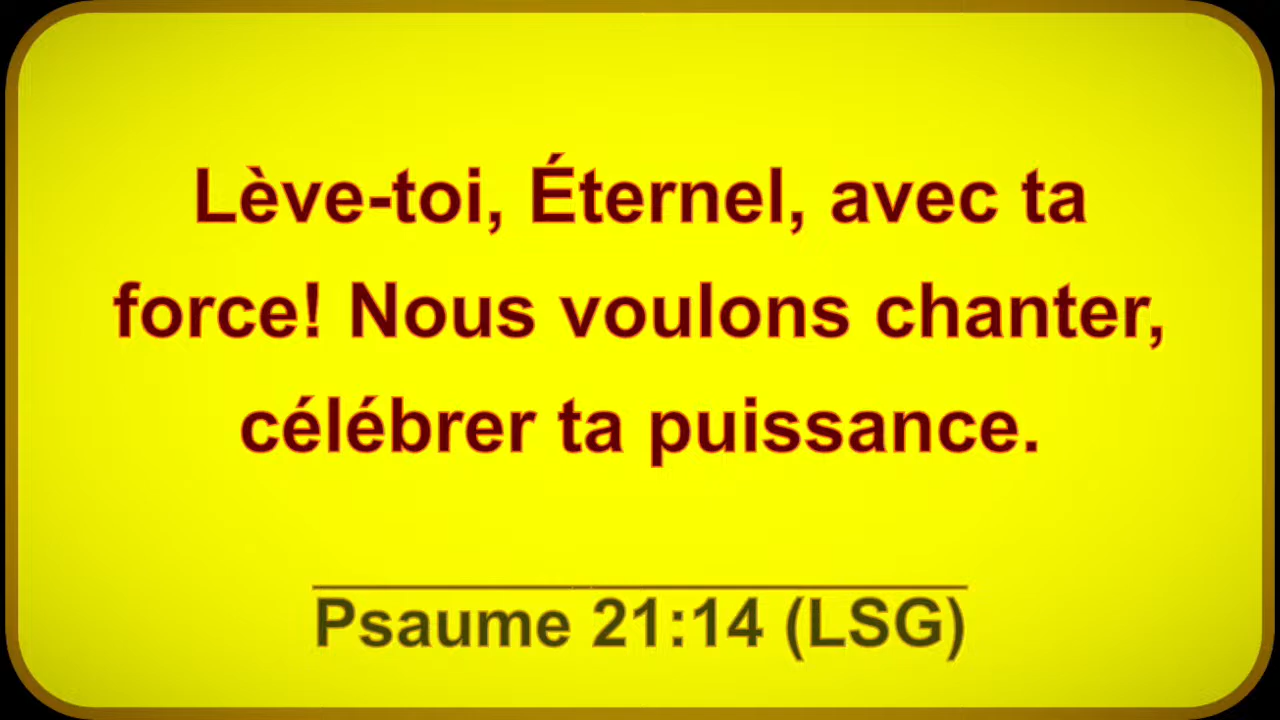 Lève-toi, Éternel, avec ta
force! Nous voulons chanter,
célébrer ta puissance.
Psaume 21:14 (LSG)